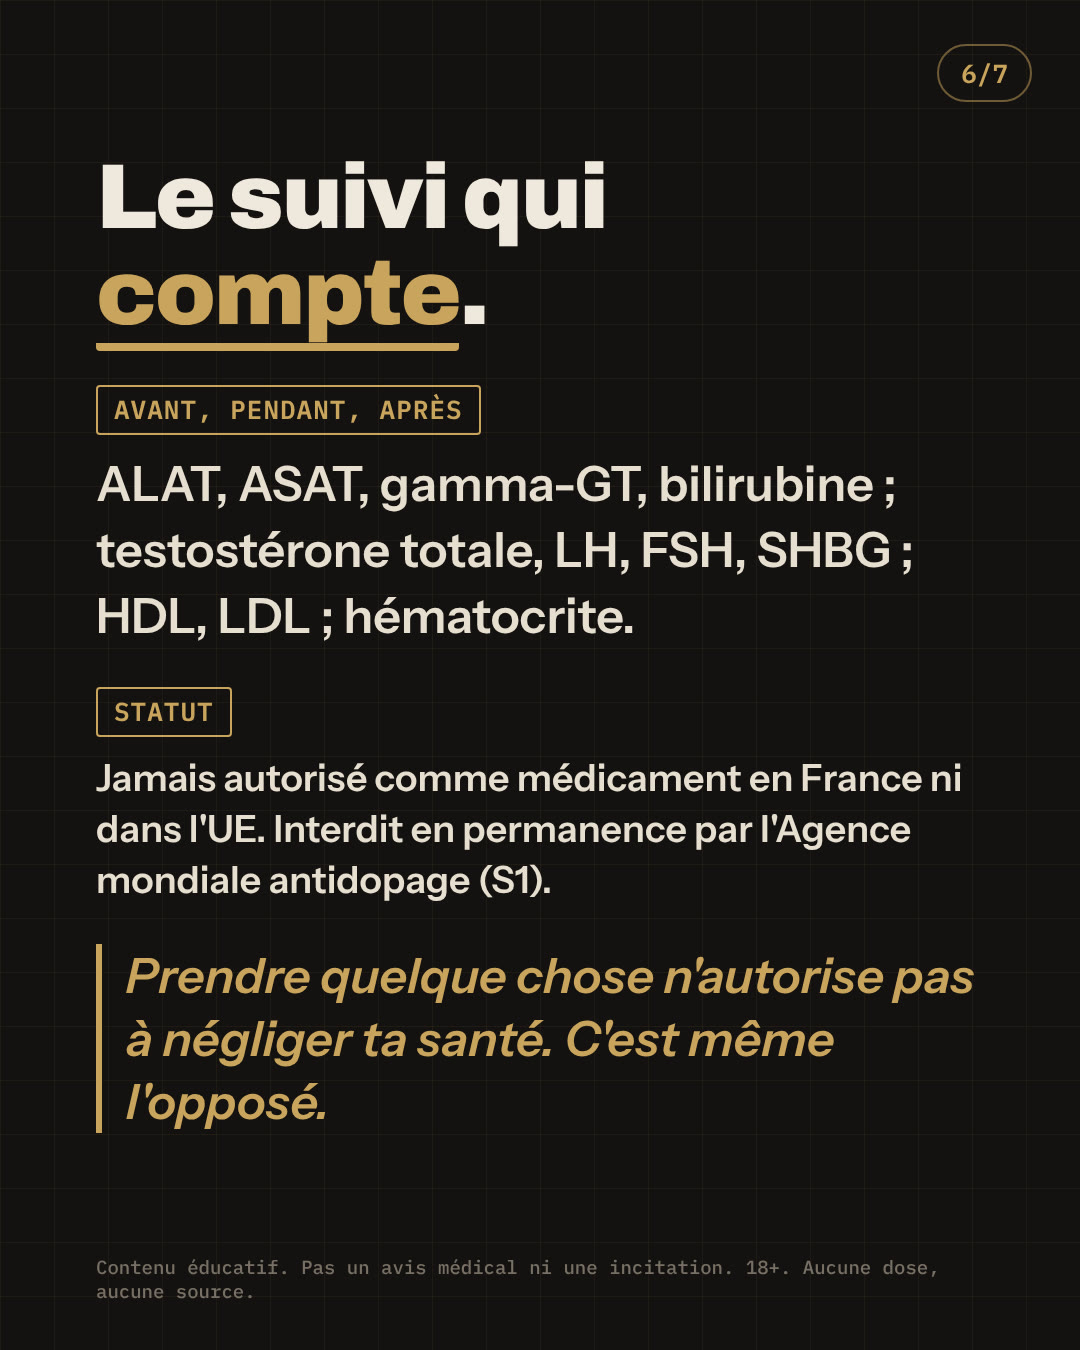 6/7
Le suivi qui
compte.
AVANT, PENDANT, APRÈS
ALAT, ASAT, gamma-GT, bilirubine ;
testostérone totale, LH, FSH, SHBG ;
HDL, LDL ; hématocrite.
STATUT
Jamais autorisé comme médicament en France ni
dans l'UE. Interdit en permanence par l'Agence
mondiale antidopage (S1).
Prendre quelque chose n'autorise pas
à négliger ta santé. C'est même
l'opposé.
Contenu éducatif. Pas un avis médical ni une incitation. 18+. Aucune dose,
aucune source.